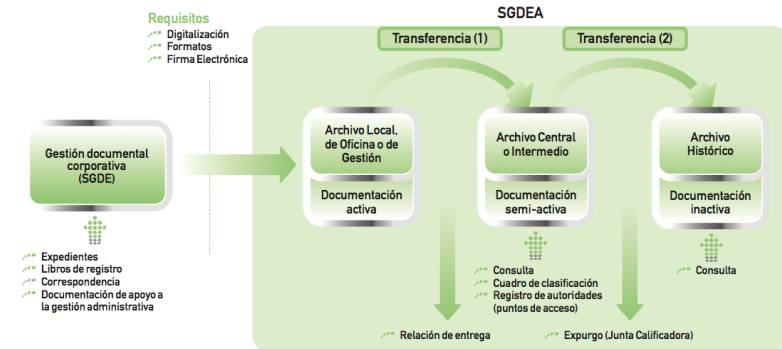 Requisitos
Digitalización
Formatos
Firma Electrónica
SGDEA
Transferencia (1)
Transferencia (2)
Gestión documental
corporativa
(SGDE)
Expedientes
Libros de registro
Correspondencia
Documentación de apoyo a
la gestión administrativa
Archivo Local,
de Oficina o de
Gestión
Documentación
activa
Archivo Central
o Intermedio
Documentación
semi-activa
Archivo
Histórico
Documentación
inactiva
Consulta
Cuadro de clasificación
Registro de autoridades
(puntos de acceso)
Consulta
Relación de entrega
Expurgo (Junta Calificadora)